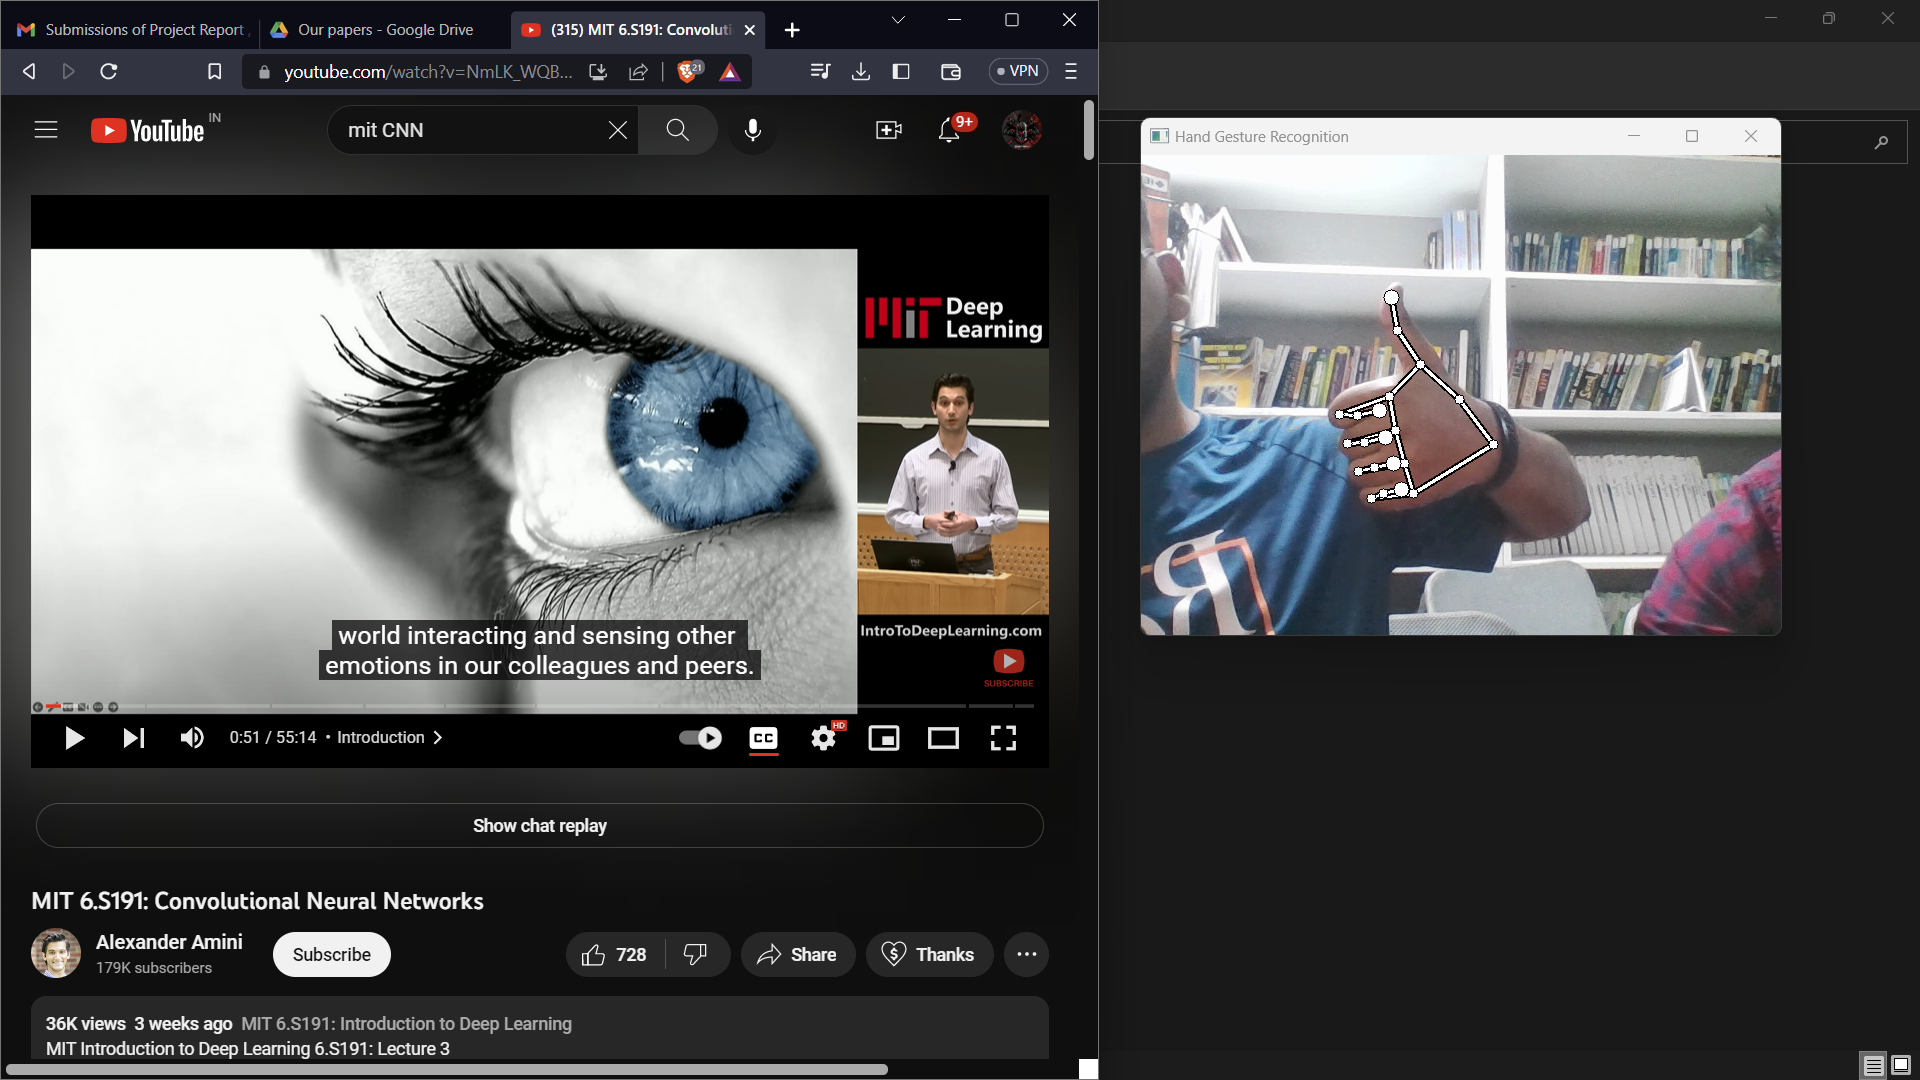 Submissions of Project Report
Our papers - Google Drive
(315) MIT 6.S191: Convoluti
youtube.com/watch?v=NmLK_WQB...
21
VPN
YouTube IN
mit CNN
9+
Hand Gesture Recognition
MIT Deep
Learning
world interacting and sensing other
emotions in our colleagues and peers.
IntroToDeepLearning.com
SUBSCRIBE
0:51 / 55:14 • Introduction
CC
HD
Show chat replay
MIT 6.S191: Convolutional Neural Networks
Alexander Amini
179K subscribers
Subscribe
728
Share
Thanks
36K views 3 weeks ago MIT 6.S191: Introduction to Deep Learning
MIT Introduction to Deep Learning 6.S191: Lecture 3